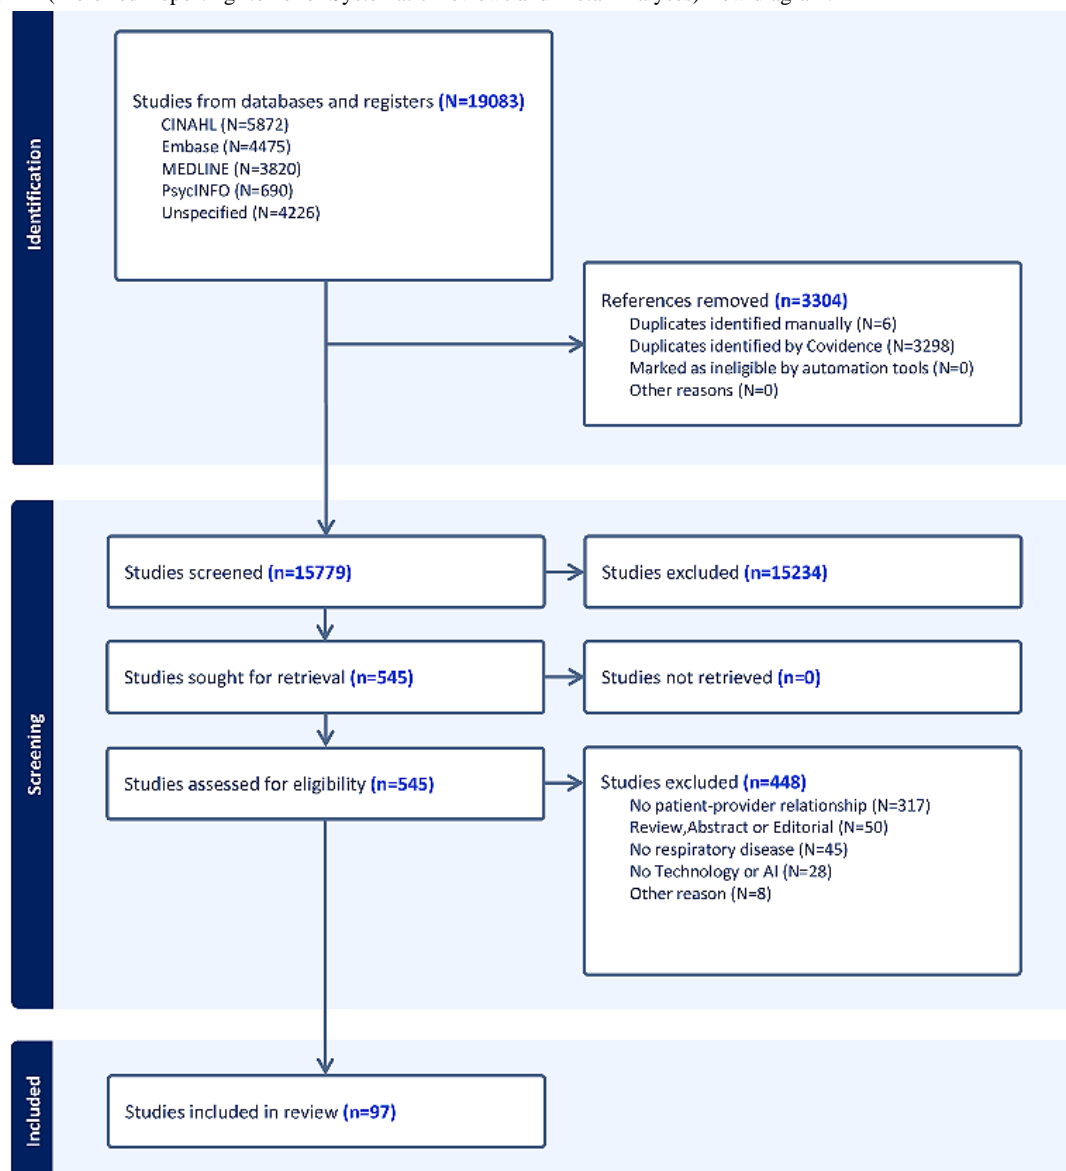 Identification
Studies from databases and registers (N=19083)
CINAHL (N=5872)
Embase (N=4475)
MEDLINE (N=3820)
PsycINFO (N=690)
Unspecified (N=4226)
References removed (n=3304)
Duplicates identified manually (N=6)
Duplicates identified by Covidence (N=3298)
Marked as ineligible by automation tools (N=0)
Other reasons (N=0)
Screening
Studies screened (n=15779)
Studies excluded (n=15234)
Studies sought for retrieval (n=545)
Studies not retrieved (n=0)
Studies assessed for eligibility (n=545)
Studies excluded (n=448)
No patient-provider relationship (N=317)
Review,Abstract or Editorial (N=50)
No respiratory disease (N=45)
No Technology or AI (N=28)
Other reason (N=8)
Included
Studies included in review (n=97)